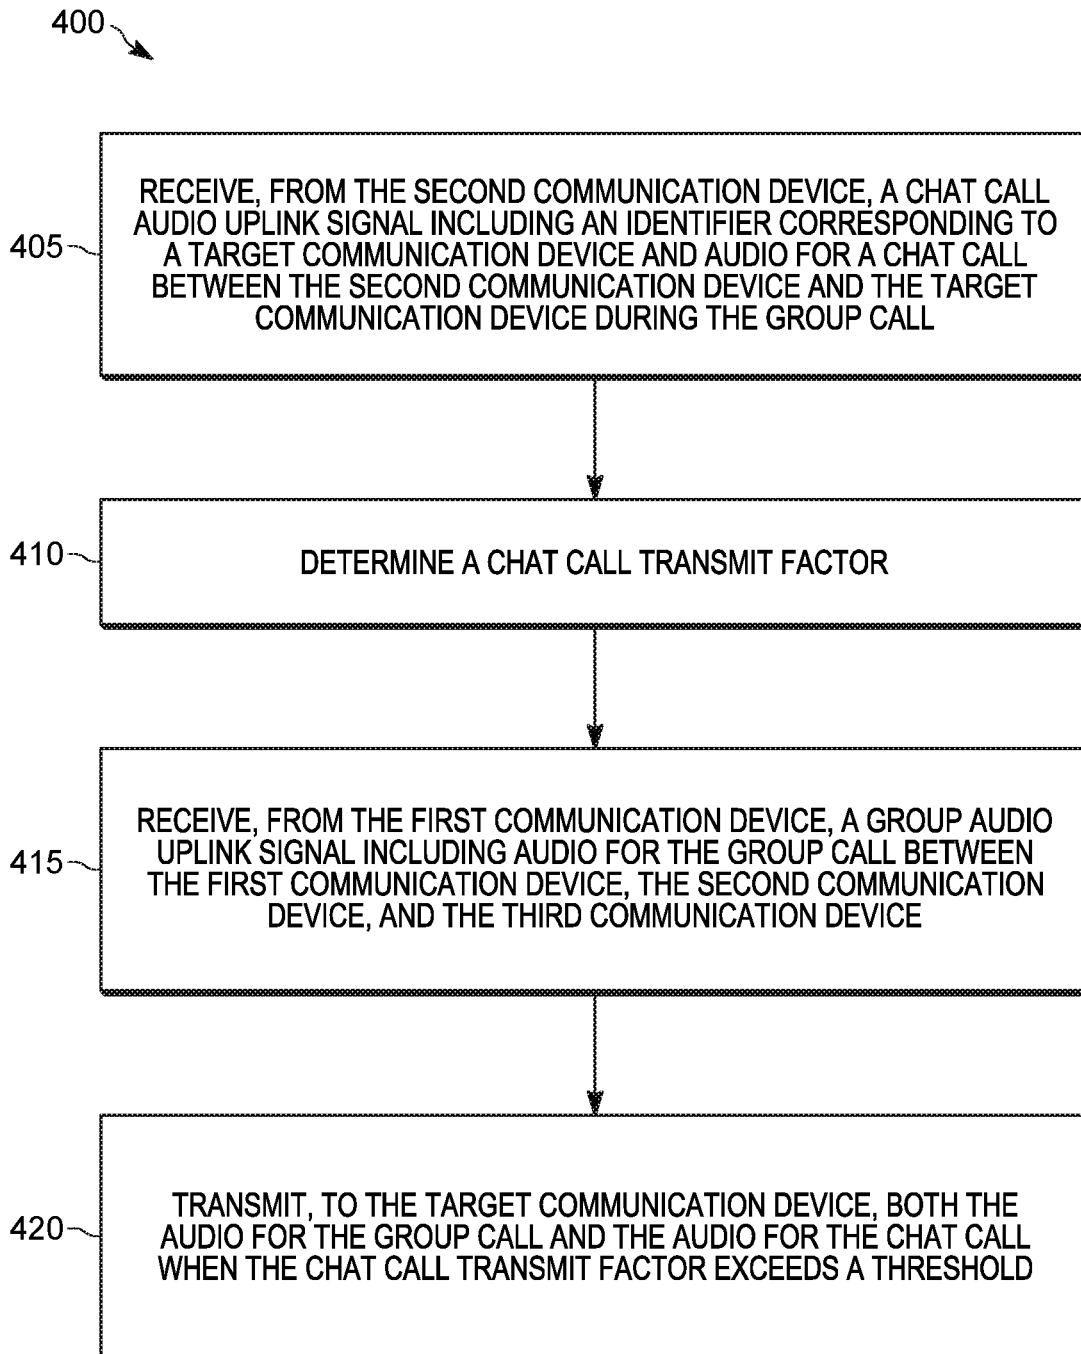 400
405
RECEIVE, FROM THE SECOND COMMUNICATION DEVICE, A CHAT CALL
AUDIO UPLINK SIGNAL INCLUDING AN IDENTIFIER CORRESPONDING TO
A TARGET COMMUNICATION DEVICE AND AUDIO FOR A CHAT CALL
BETWEEN THE SECOND COMMUNICATION DEVICE AND THE TARGET
COMMUNICATION DEVICE DURING THE GROUP CALL
410
DETERMINE A CHAT CALL TRANSMIT FACTOR
415
RECEIVE, FROM THE FIRST COMMUNICATION DEVICE, A GROUP AUDIO
UPLINK SIGNAL INCLUDING AUDIO FOR THE GROUP CALL BETWEEN
THE FIRST COMMUNICATION DEVICE, THE SECOND COMMUNICATION
DEVICE, AND THE THIRD COMMUNICATION DEVICE
420
TRANSMIT, TO THE TARGET COMMUNICATION DEVICE, BOTH THE
AUDIO FOR THE GROUP CALL AND THE AUDIO FOR THE CHAT CALL
WHEN THE CHAT CALL TRANSMIT FACTOR EXCEEDS A THRESHOLD